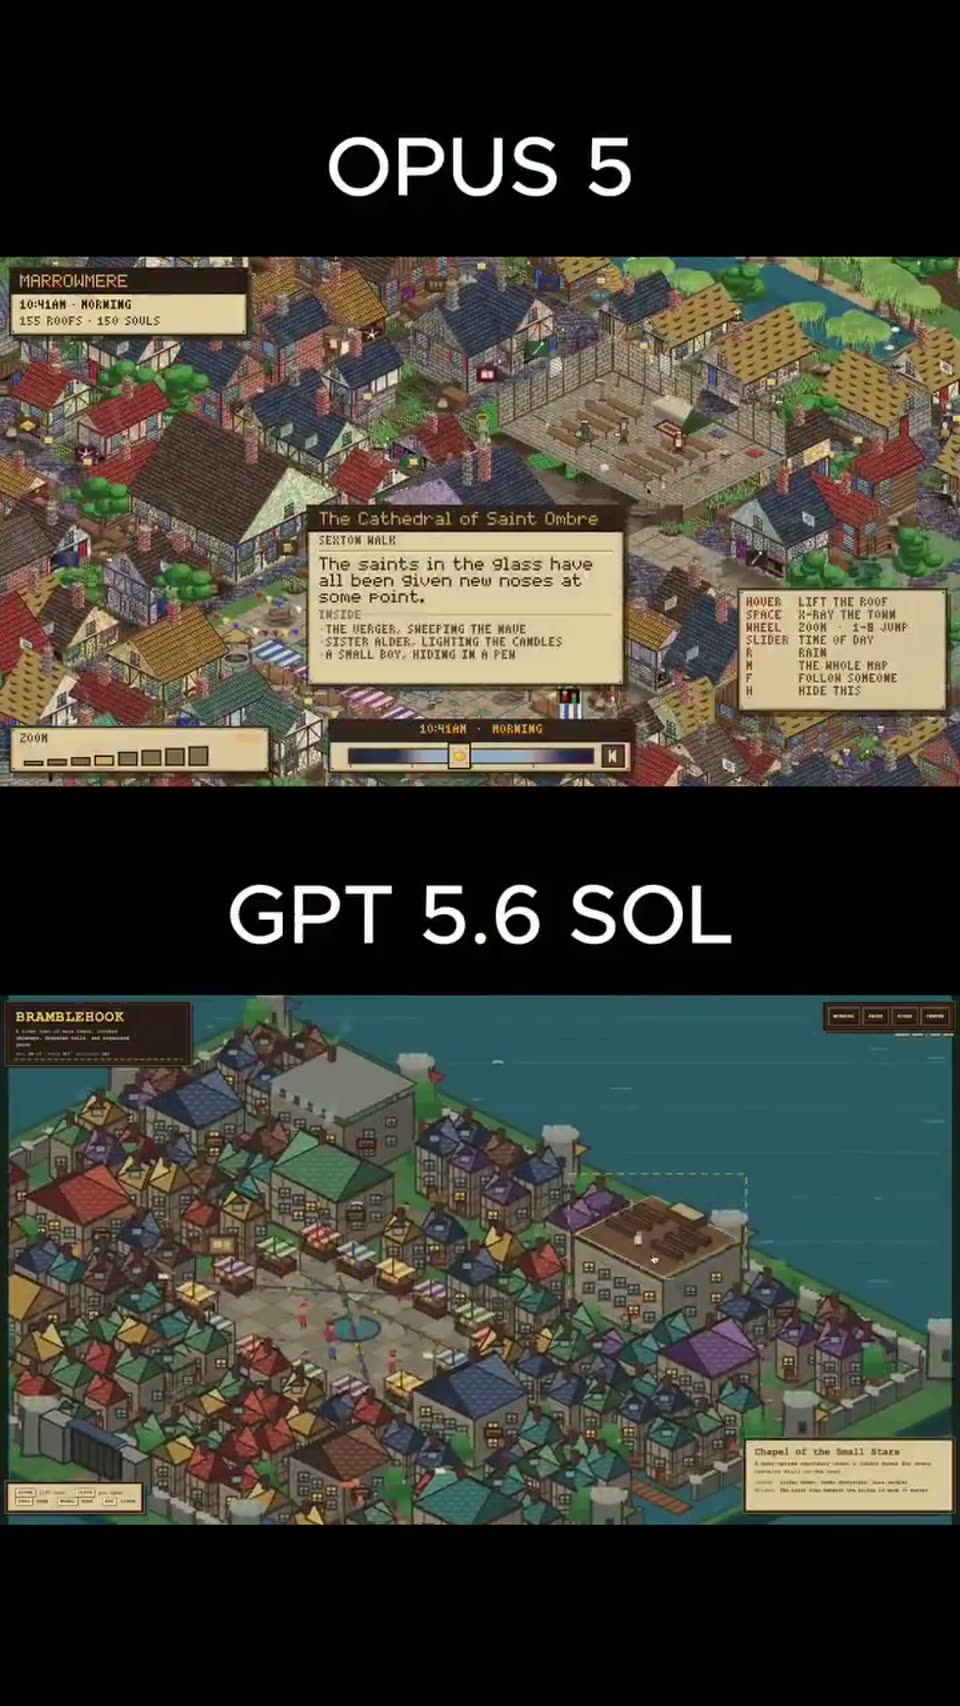 OPUS 5
MARROWMERE
10:41AM · MORNING
155 ROOFS · 150 SOULS
The Cathedral of Saint Ombre
SEXTON WALK
The saints in the glass have
all been given new noses at
some point.
INSIDE
·THE VERGER, SWEEPING THE NAVE
·SISTER ALDER, LIGHTING THE CANDLES
·A SMALL BOY, HIDING IN A PEW
HOVER LIFT THE ROOF
SPACE X-RAY THE TOWN
WHEEL ZOOM · 1-8 JUMP
SLIDER TIME OF DAY
R RAIN
M THE WHOLE MAP
F FOLLOW SOMEONE
H HIDE THIS
ZOOM
10:41AM · MORNING
GPT 5.6 SOL
BRAMBLEHOOK
Chapel of the Small Stars